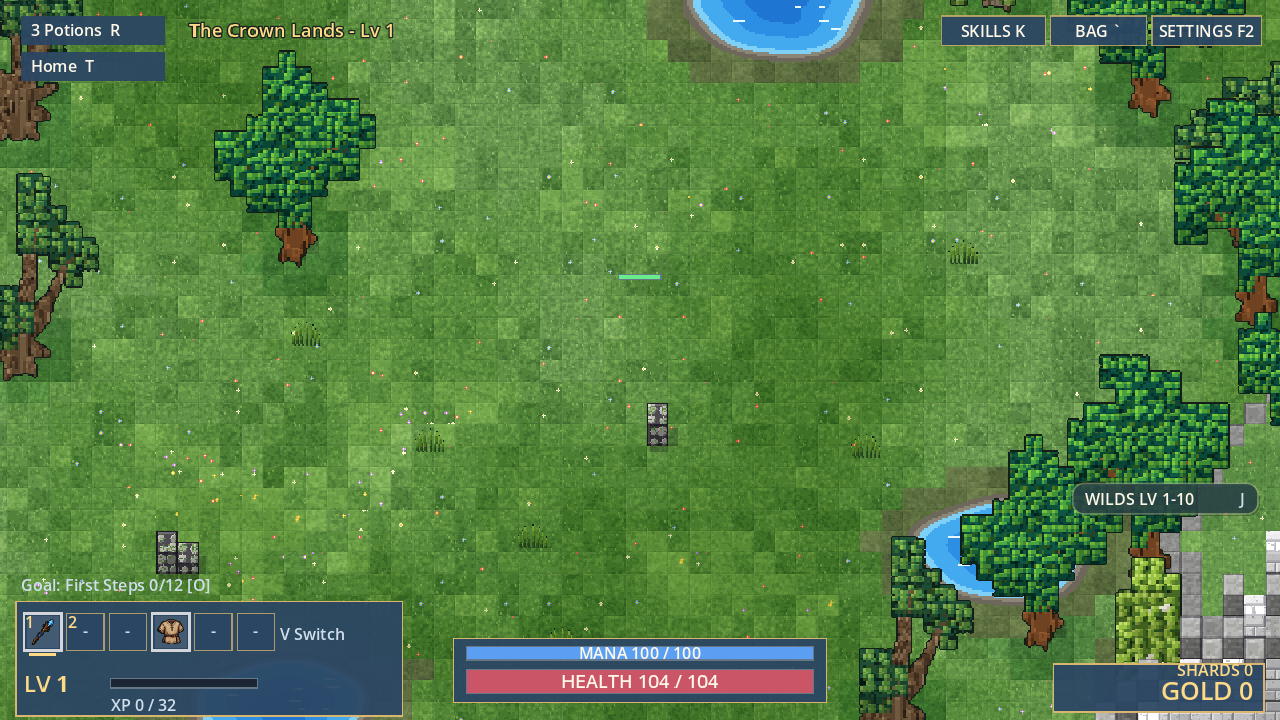 3 Potions R
The Crown Lands - Lv 1
SKILLS K
BAG `
SETTINGS F2
Home T
WILDS LV 1-10 J
Goal: First Steps 0/12 [O]
1
2
- - - -
V Switch
LV 1
XP 0 / 32
MANA 100 / 100
HEALTH 104 / 104
SHARDS 0
GOLD 0